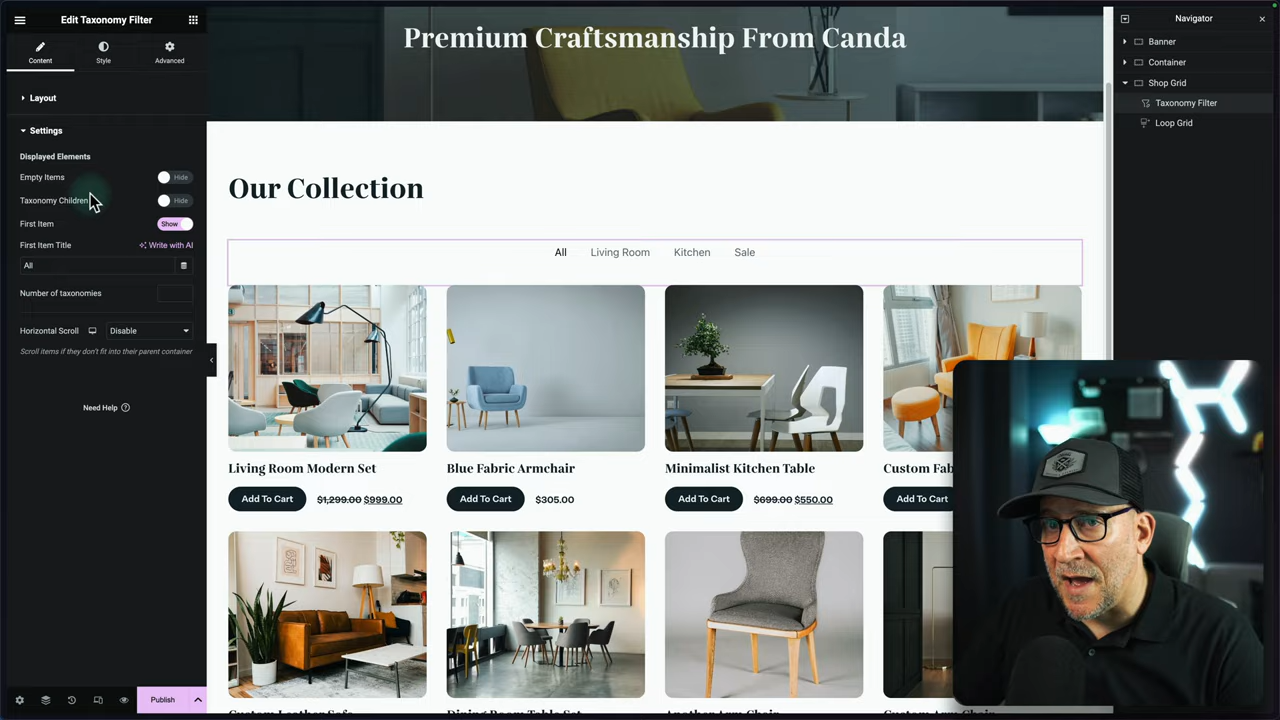 Edit Taxonomy Filter
Content
Style
Advanced
Layout
Settings
Displayed Elements
Empty Items
Hide
Taxonomy Children
Hide
First Item
Show
First Item Title
Write with AI
All
Number of taxonomies
Horizontal Scroll
Disable
Scroll items if they don't fit into their parent container
Need Help
Publish
Premium Craftsmanship From Canda
Our Collection
All
Living Room
Kitchen
Sale
Living Room Modern Set
Add To Cart
$1,299.00 $999.00
Blue Fabric Armchair
Add To Cart
$305.00
Minimalist Kitchen Table
Add To Cart
$699.00 $550.00
Custom Fab
Add To Cart
Navigator
Banner
Container
Shop Grid
Taxonomy Filter
Loop Grid